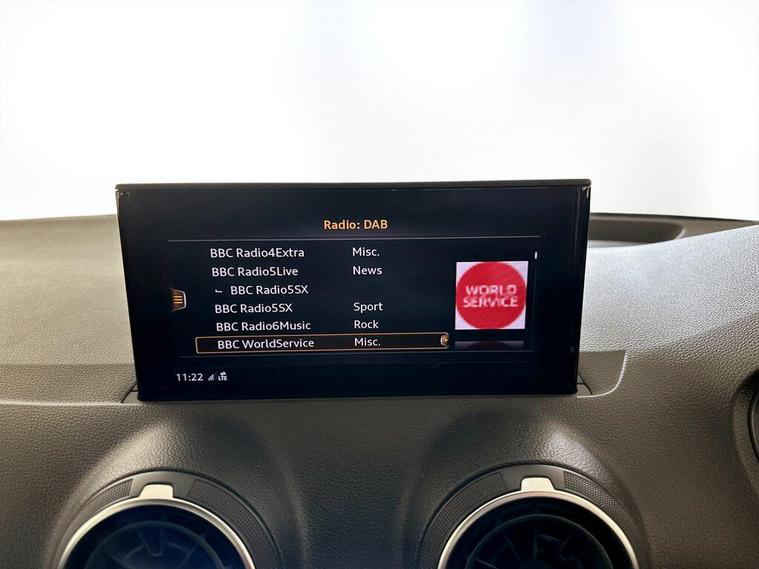 Radio: DAB
BBC Radio4Extra Misc.
BBC Radio5Live News
BBC Radio5SX
BBC Radio5SX Sport
BBC Radio6Music Rock
BBC WorldService Misc.
WORLD
SERVICE
11:22 LTE